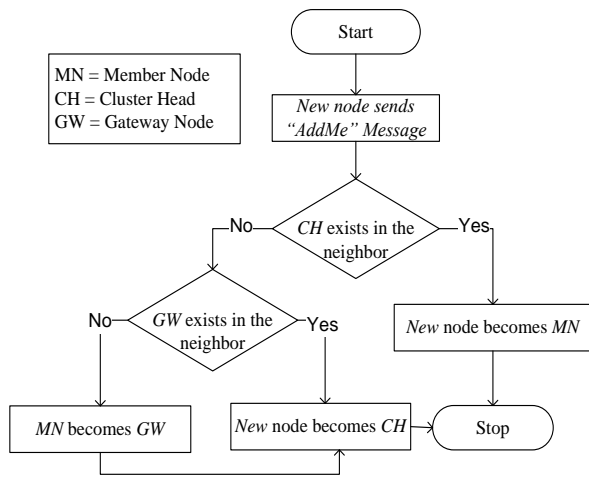 Start
MN = Member Node
CH = Cluster Head
GW = Gateway Node
New node sends
“AddMe” Message
No
CH exists in the
neighbor
Yes
No
GW exists in the
neighbor
Yes
New node becomes MN
MN becomes GW
New node becomes CH
Stop